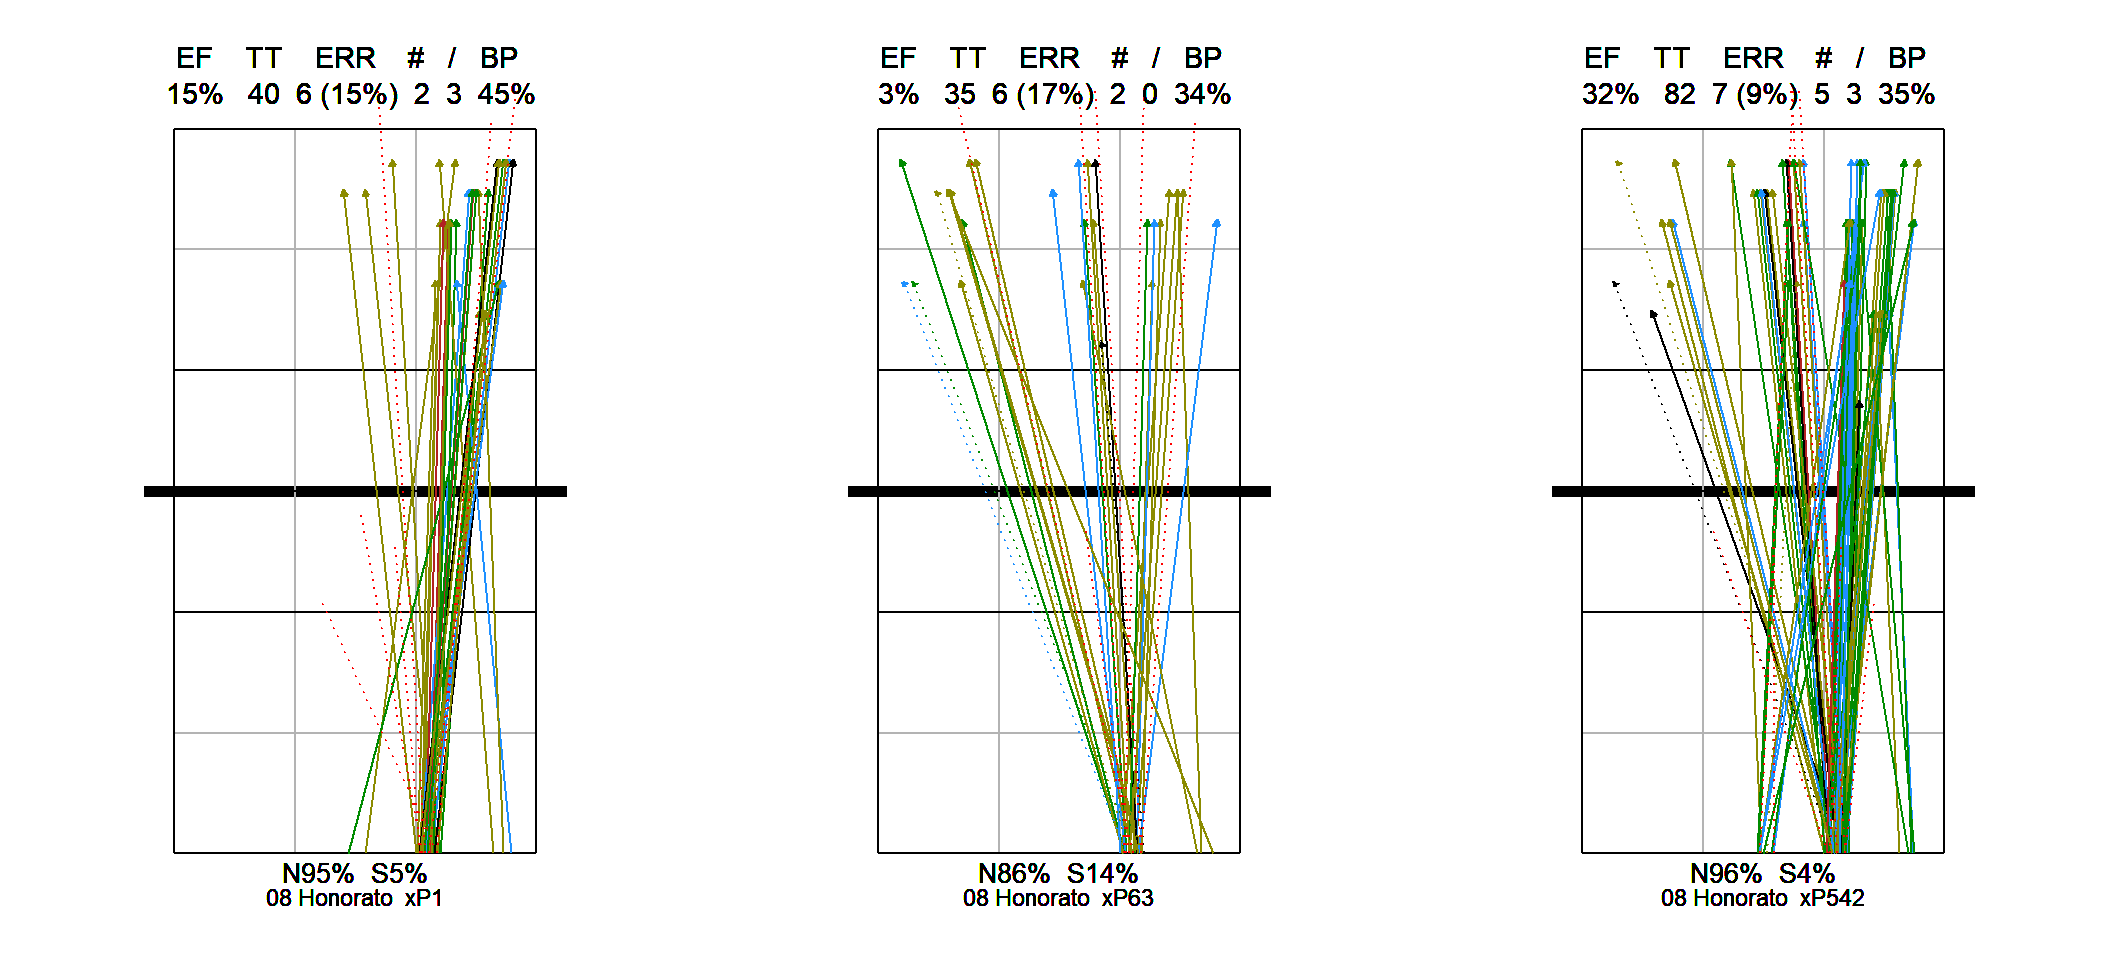 EF TT ERR # / BP
15% 40 6 (15%) 2 3 45%
N95% S5%
08 Honorato xP1
EF TT ERR # / BP
3% 35 6 (17%) 2 0 34%
N86% S14%
08 Honorato xP63
EF TT ERR # / BP
32% 82 7 (9%) 5 3 35%
N96% S4%
08 Honorato xP542